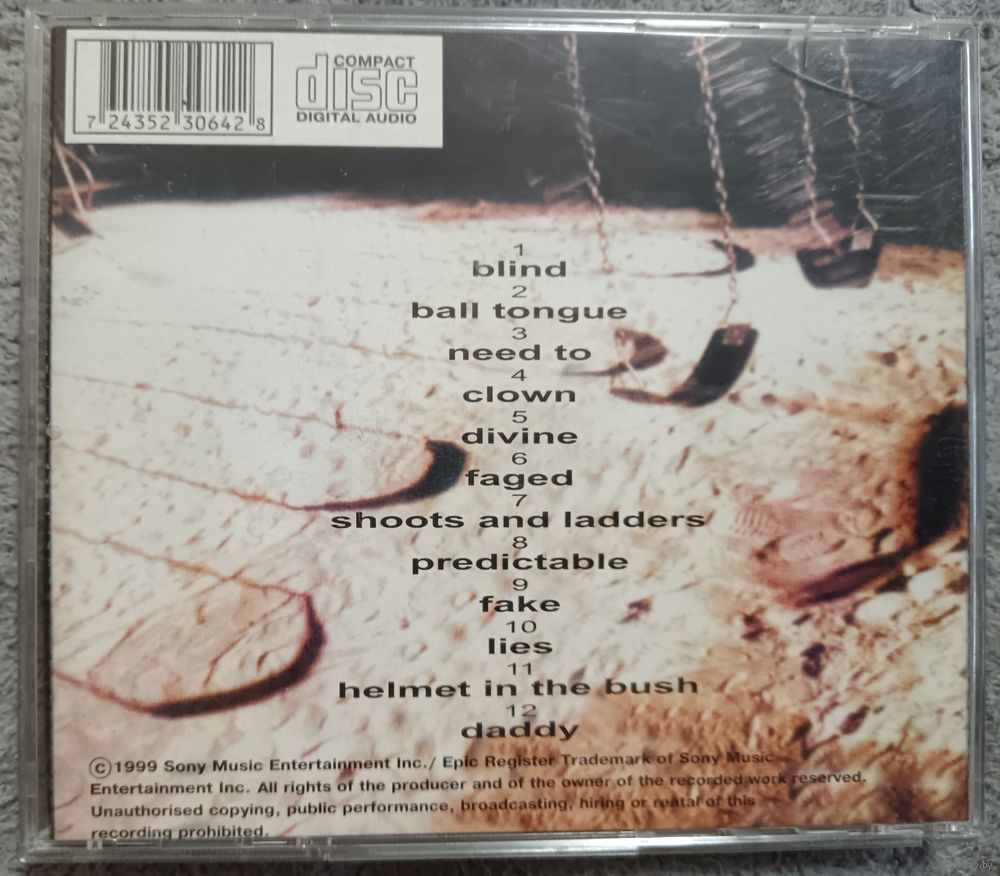 7 24352 30642 8
COMPACT
disc
DIGITAL AUDIO
1
blind
2
ball tongue
3
need to
4
clown
5
divine
6
faged
7
shoots and ladders
8
predictable
9
fake
10
lies
11
helmet in the bush
12
daddy
©1999 Sony Music Entertainment Inc./ Epic Register Trademark of Sony Music
Entertainment Inc. All rights of the producer and of the owner of the recorded work reserved.
Unauthorised copying, public performance, broadcasting, hiring or rental of this
recording prohibited.